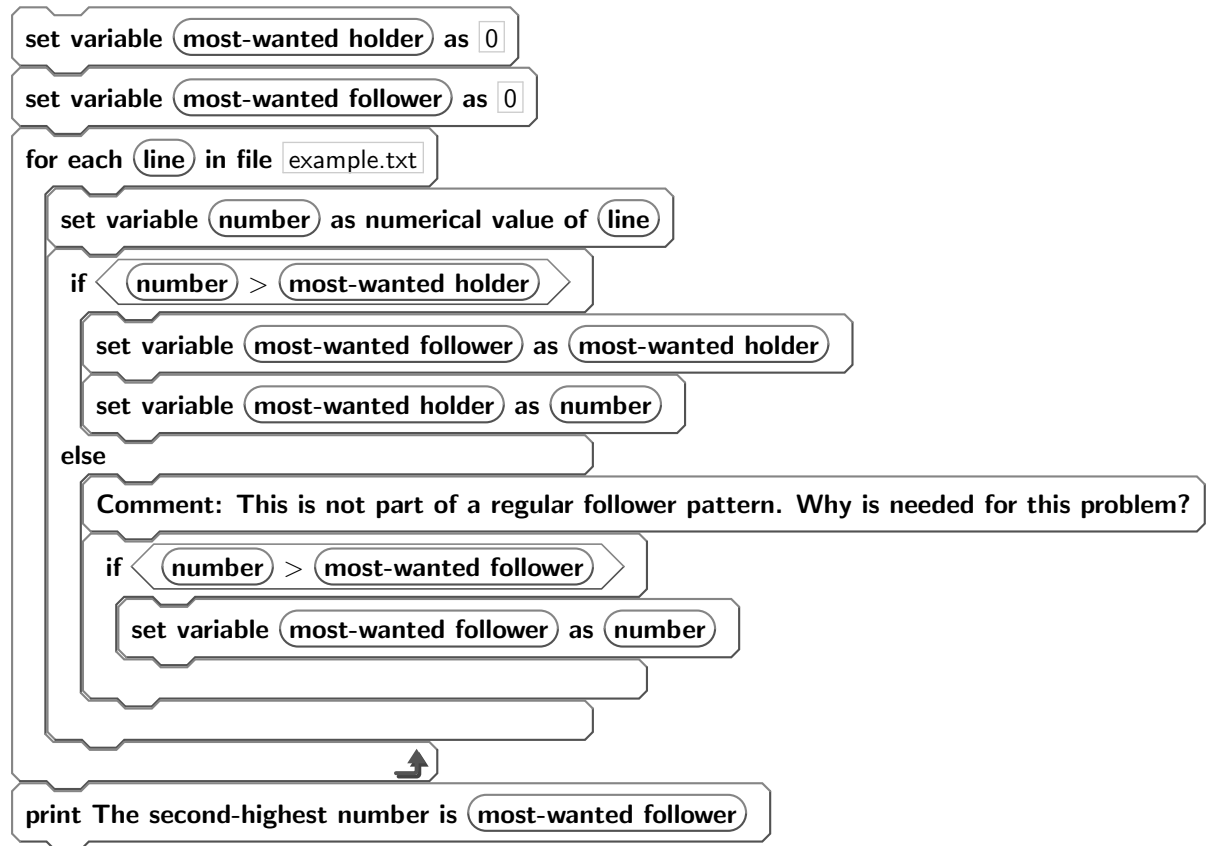 set variable most-wanted holder as 0
set variable most-wanted follower as 0
for each line in file example.txt
set variable number as numerical value of line
if number > most-wanted holder
set variable most-wanted follower as most-wanted holder
set variable most-wanted holder as number
else
Comment: This is not part of a regular follower pattern. Why is needed for this problem?
if number > most-wanted follower
set variable most-wanted follower as number
print The second-highest number is most-wanted follower